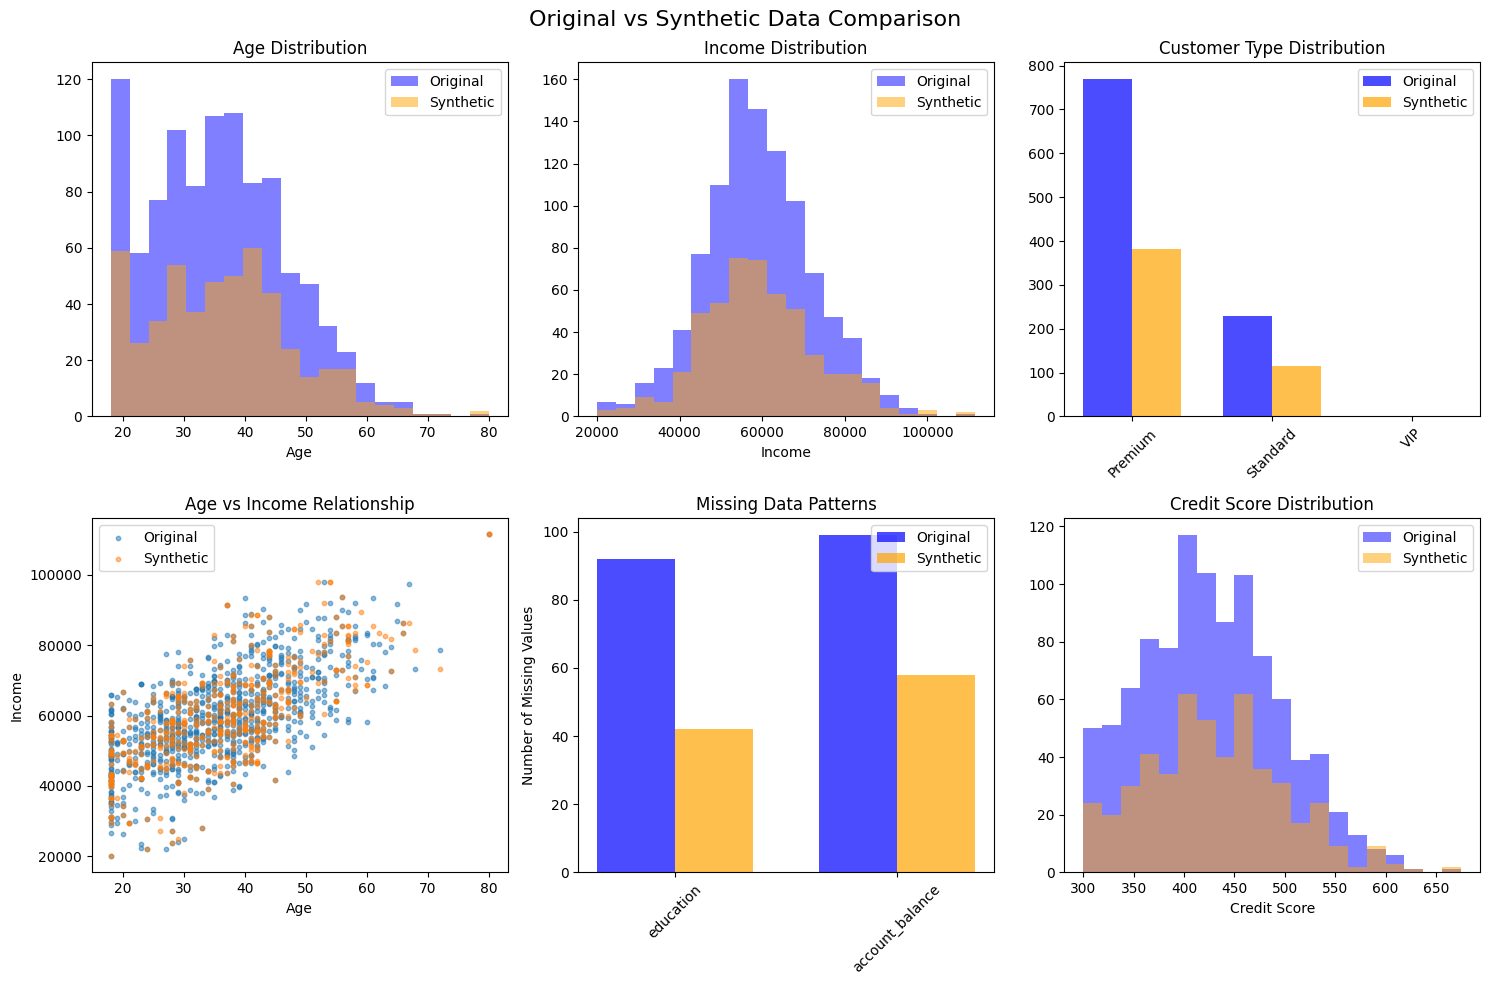 Original vs Synthetic Data Comparison
Age Distribution
120
100
80
60
40
20
0
20
30
40
50
60
70
80
Age
Original
Synthetic
Income Distribution
160
140
120
100
80
60
40
20
0
20000
40000
60000
80000
100000
Income
Original
Synthetic
Customer Type Distribution
800
700
600
500
400
300
200
100
0
Premium
Standard
VIP
Original
Synthetic
Age vs Income Relationship
Income
100000
80000
60000
40000
20000
20
30
40
50
60
70
80
Age
Original
Synthetic
Missing Data Patterns
Number of Missing Values
100
80
60
40
20
0
education
account_balance
Original
Synthetic
Credit Score Distribution
120
100
80
60
40
20
0
300
350
400
450
500
550
600
650
Credit Score
Original
Synthetic